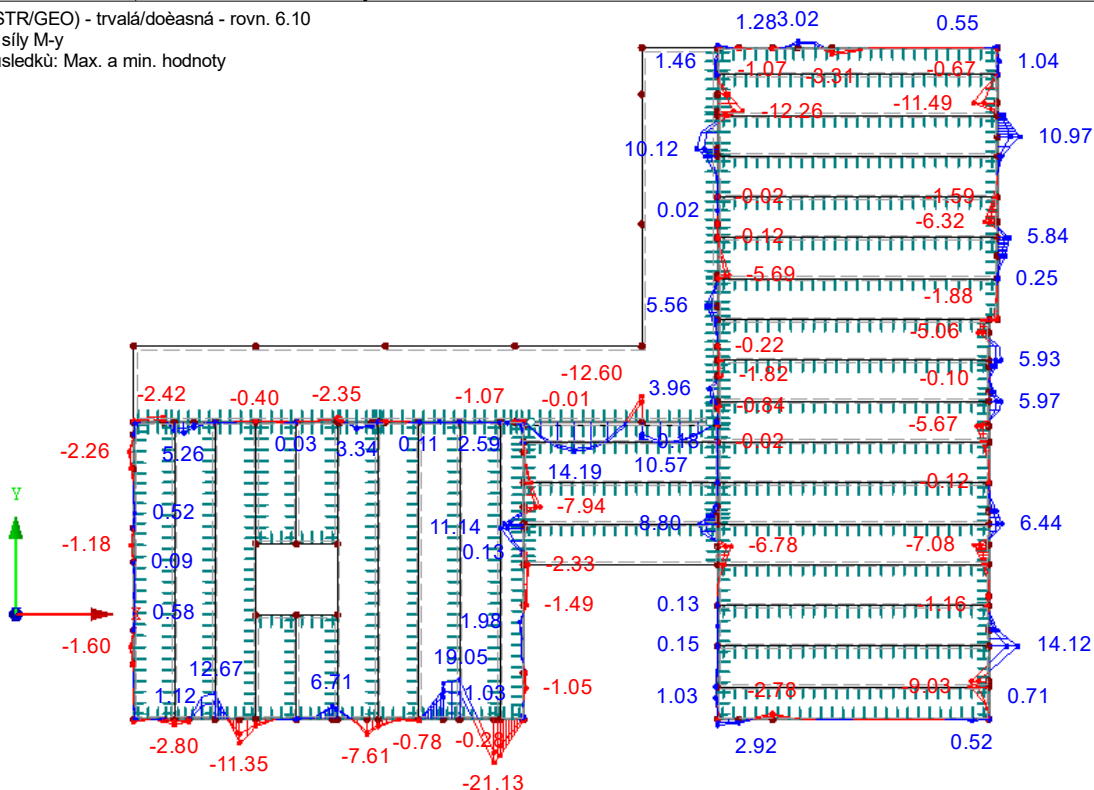 STR/GEO) - trvalá/doèasná - rovn. 6.10
síly M-y
sledkù: Max. a min. hodnoty
1.28 3.02 0.55
1.46 -1.07 -3.31 -0.67 1.04
-12.26 -11.49
10.12 10.97
0.02 -0.02 -1.59
-6.32
-0.12 5.84
-5.69 0.25
5.56 -1.88
-5.06
-0.22
-12.60 -1.82 -0.10 5.93
-2.42 -0.40 -2.35 -1.07 -0.01 3.96
-0.84 5.97
-5.67
-2.26 5.26 0.03 3.34 0.11 2.59 -0.02
14.19 10.57
-0.12
-7.94
0.52 11.14 8.80 6.44
-1.18 0.13 -6.78 -7.08
0.09 -2.33
0.58 -1.49 0.13 -1.16
1.98
-1.60 0.15 14.12
12.67 19.05
1.12 6.71 1.03 -1.05 1.03 -2.78 -9.03 0.71
-2.80 -7.61 -0.78 -0.28 2.92 0.52
-11.35
-21.13
Y
X